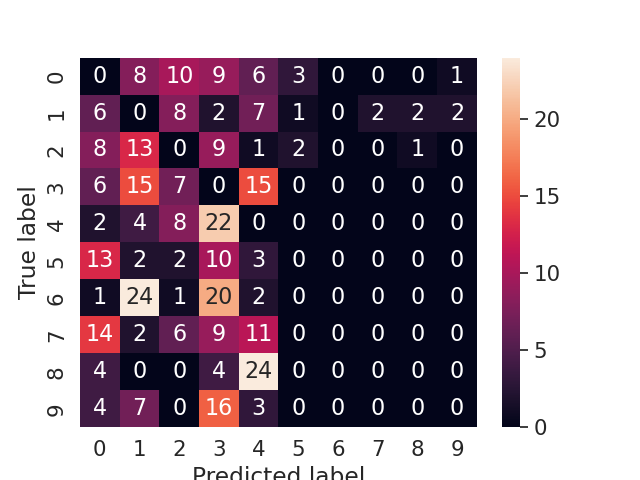 0 0 8 10 9 6 3 0 0 0 1
1 6 0 8 2 7 1 0 2 2 2 20
2 8 13 0 9 1 2 0 0 1 0
3 6 15 7 0 15 0 0 0 0 0 15
4 2 4 8 22 0 0 0 0 0 0
5 13 2 2 10 3 0 0 0 0 0 10
6 1 24 1 20 2 0 0 0 0 0
7 14 2 6 9 11 0 0 0 0 0 5
8 4 0 0 4 24 0 0 0 0 0
9 4 7 0 16 3 0 0 0 0 0 0
0 1 2 3 4 5 6 7 8 9
True label
Predicted label